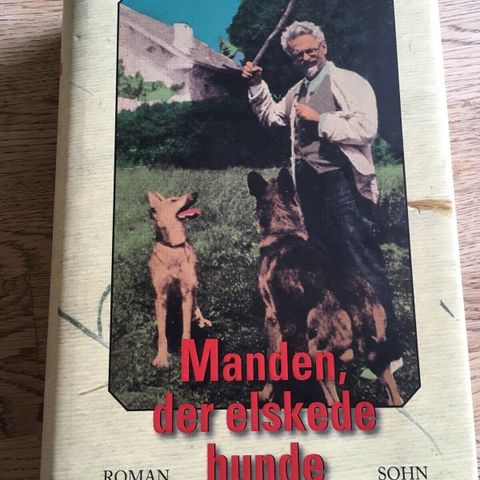 Manden,
der elskede
hunde
ROMAN SOHN